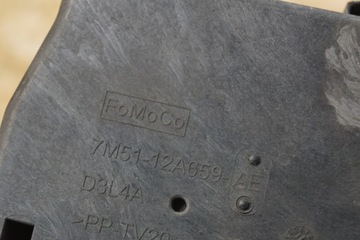 FoMoCo
7M51-12A659-AE
D3L4A
>PP TV20